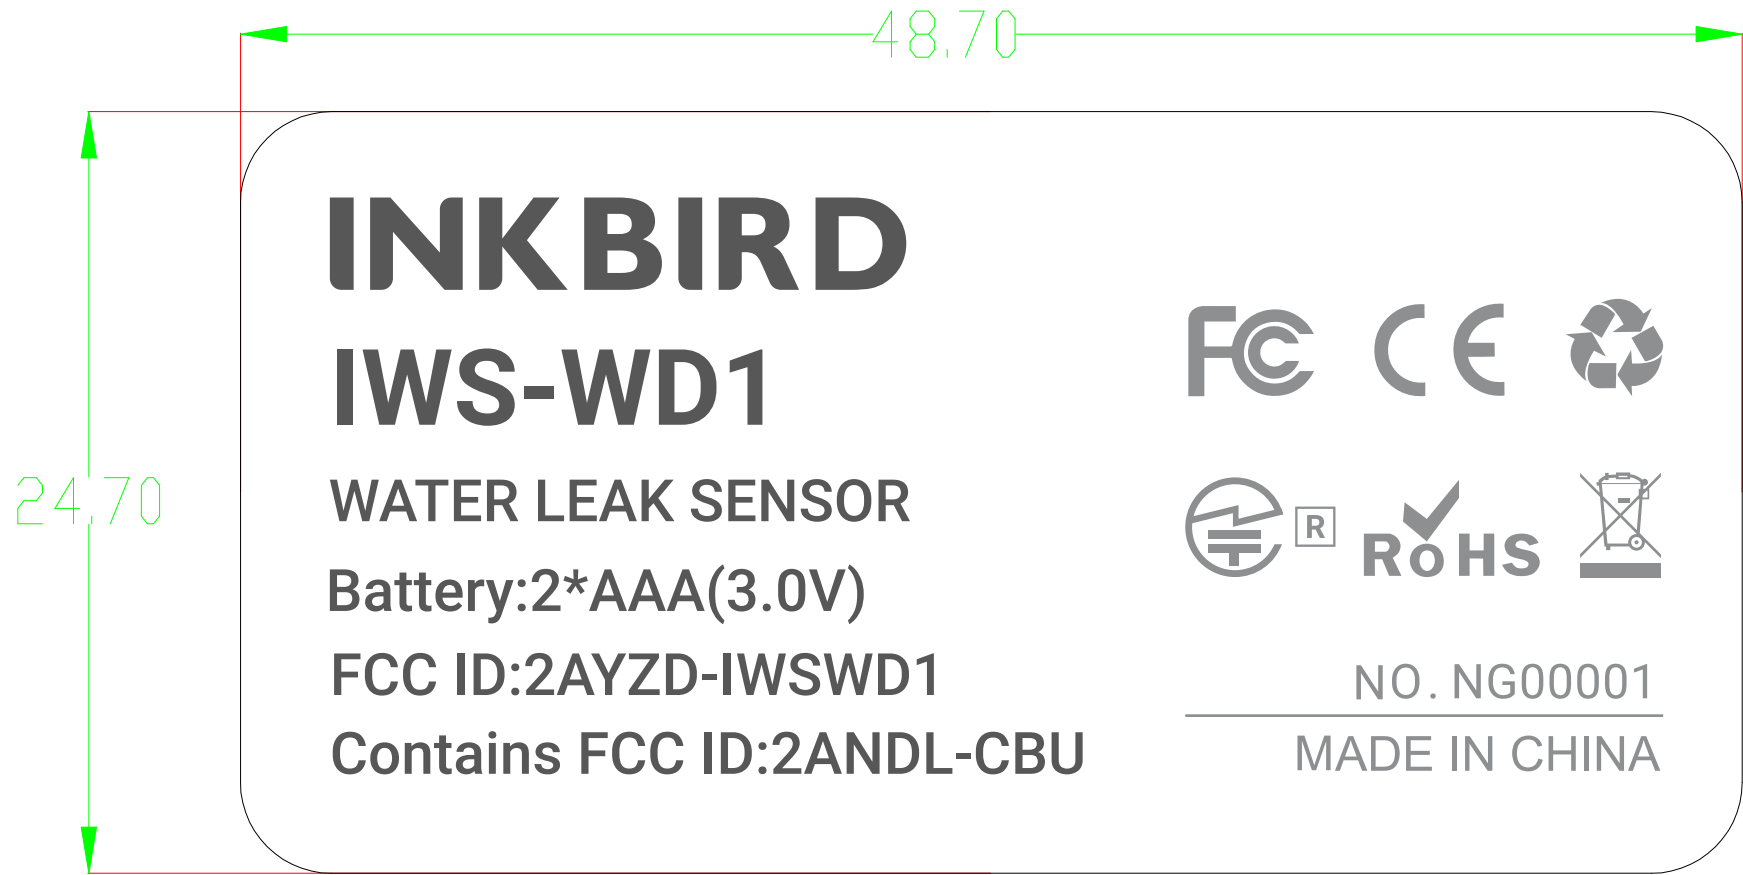 48.70
24.70
INKBIRD
IWS-WD1
WATER LEAK SENSOR
Battery:2*AAA(3.0V)
FCC ID:2AYZD-IWSWD1
Contains FCC ID:2ANDL-CBU
FC CE
R RoHS
NO. NG00001
MADE IN CHINA